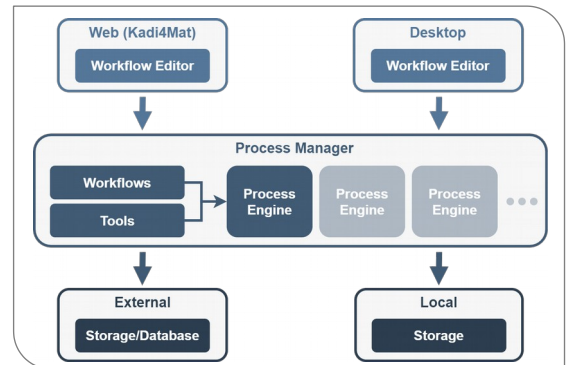 Web (Kadi4Mat)
Workflow Editor
Desktop
Workflow Editor
Process Manager
Workflows
Tools
Process
Engine
Process
Engine
Process
Engine
External
Storage/Database
Local
Storage